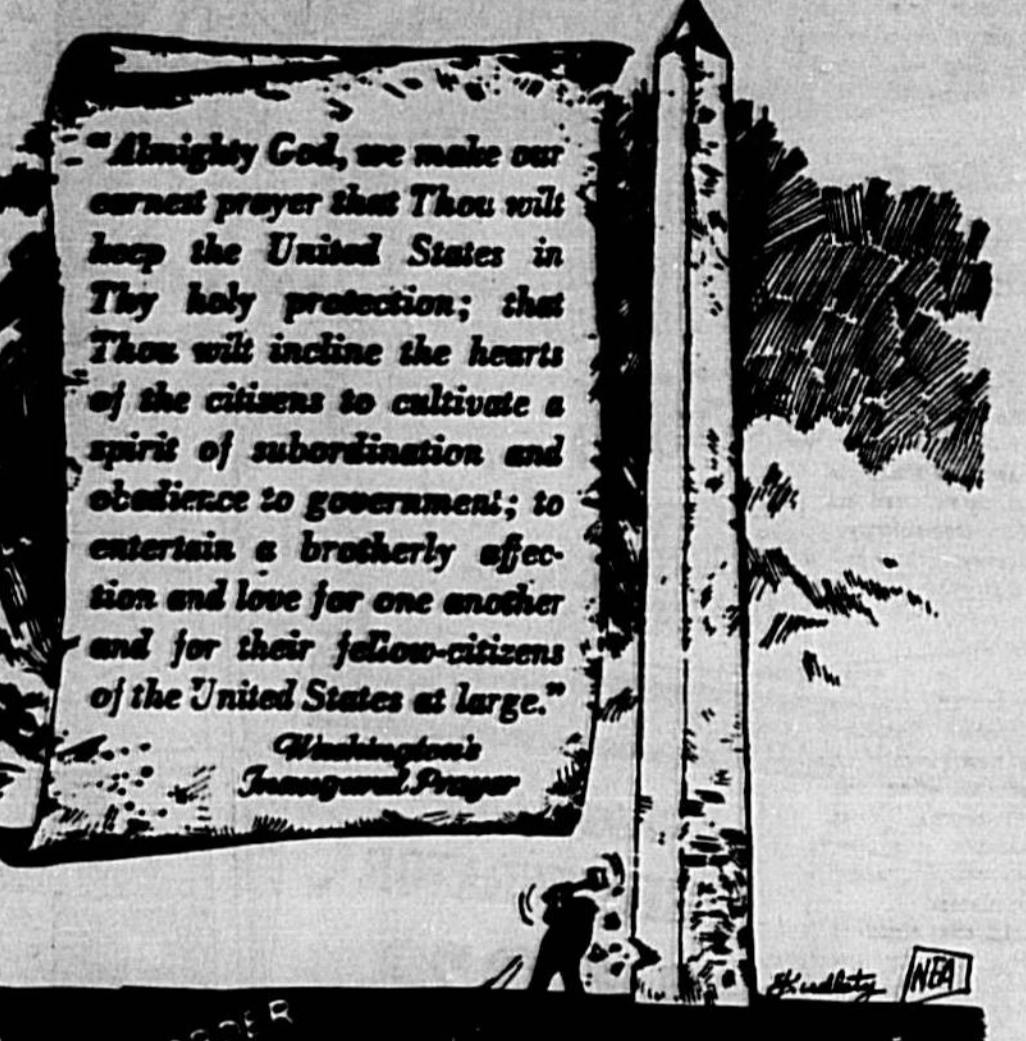 "Almighty God, we make our
earnest prayer that Thou wilt
keep the United States in
Thy holy protection; that
Thou wilt incline the hearts
of the citizens to cultivate a
spirit of subordination and
obedience to government; to
entertain a brotherly affec-
tion and love for one another
and for their fellow-citizens
of the United States at large."
Washington's
Inaugural Prayer
NEA